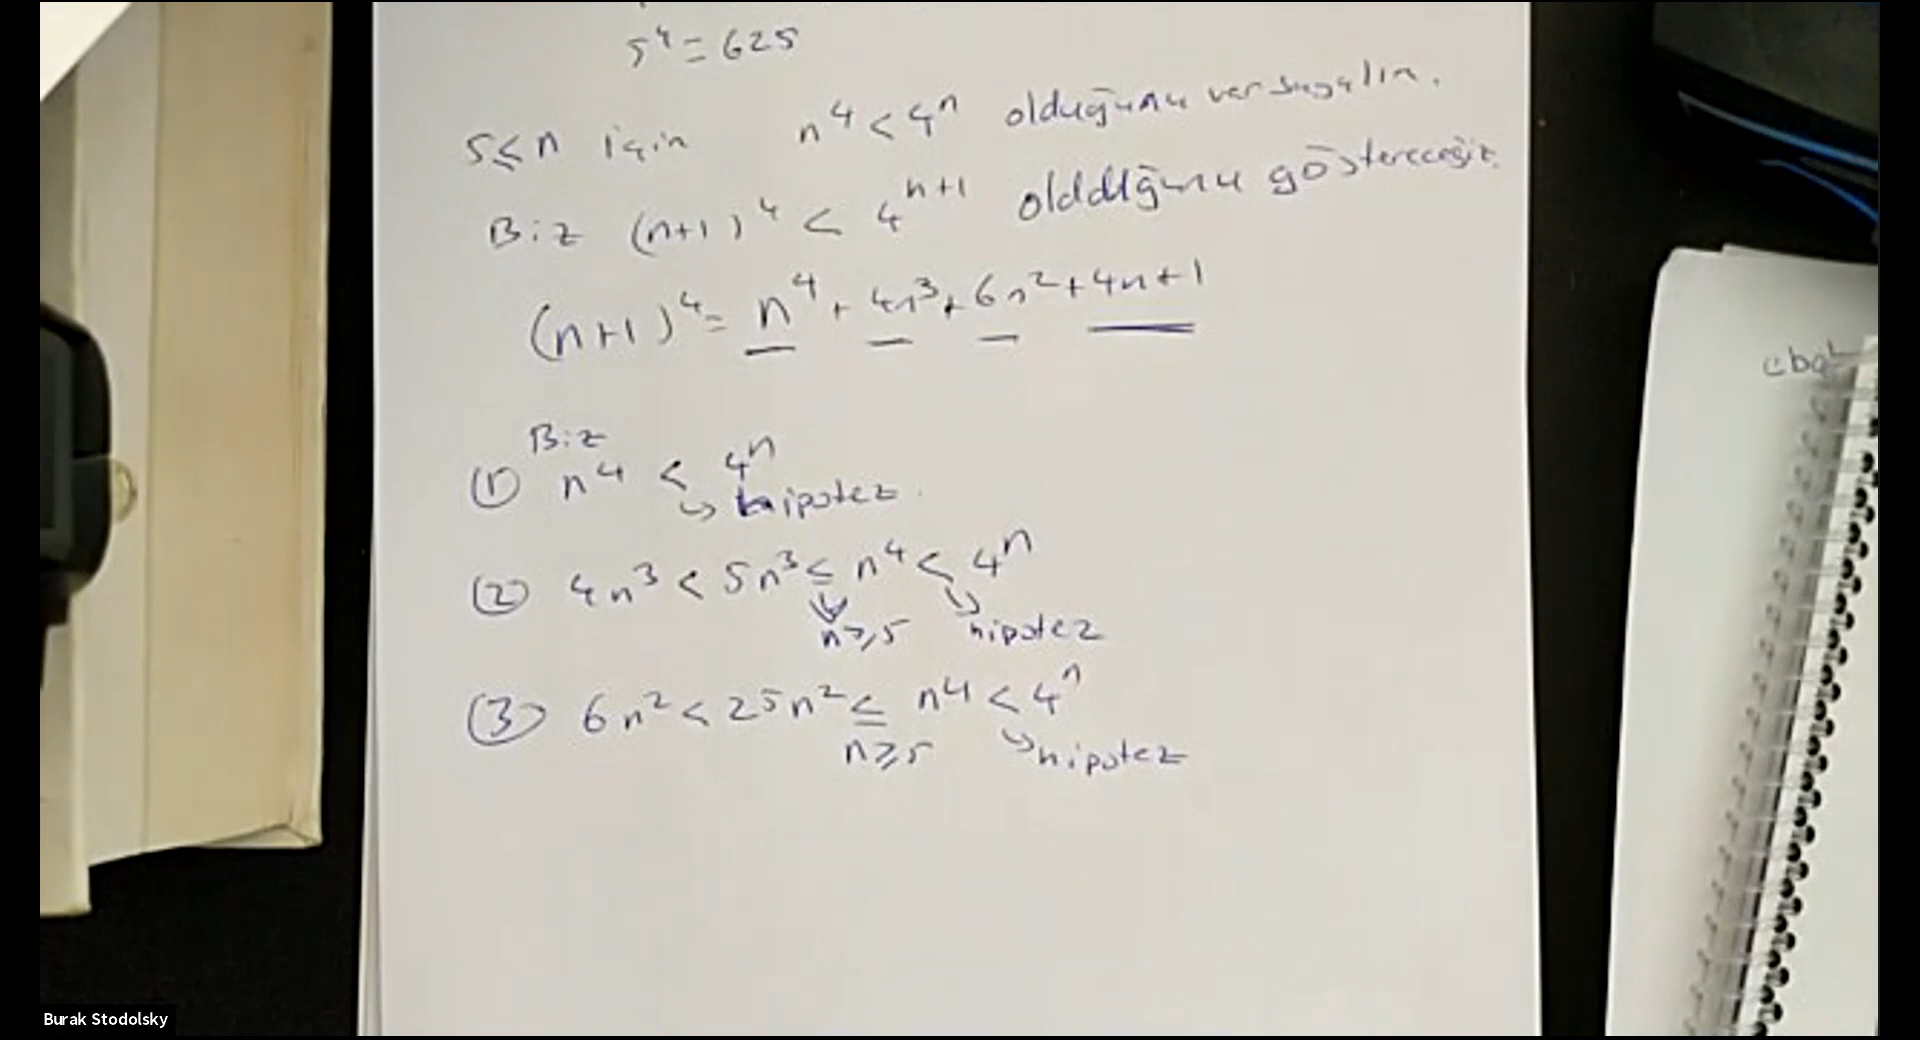 5⁴ = 625
5 ≤ n için n⁴ < 4ⁿ olduğunu varsayalım.
Biz (n+1)⁴ < 4ⁿ⁺¹ olduğunu göstereceğiz.
(n+1)⁴ = n⁴ + 4n³ + 6n² + 4n + 1
Biz
(1) n⁴ < 4ⁿ
↪ hipotez
(2) 4n³ < 5n³ ≤ n⁴ < 4ⁿ
n ≥ 5 hipotez
(3) 6n² < 25n² ≤ n⁴ < 4ⁿ
n ≥ 5 hipotez
Burak Stodolsky